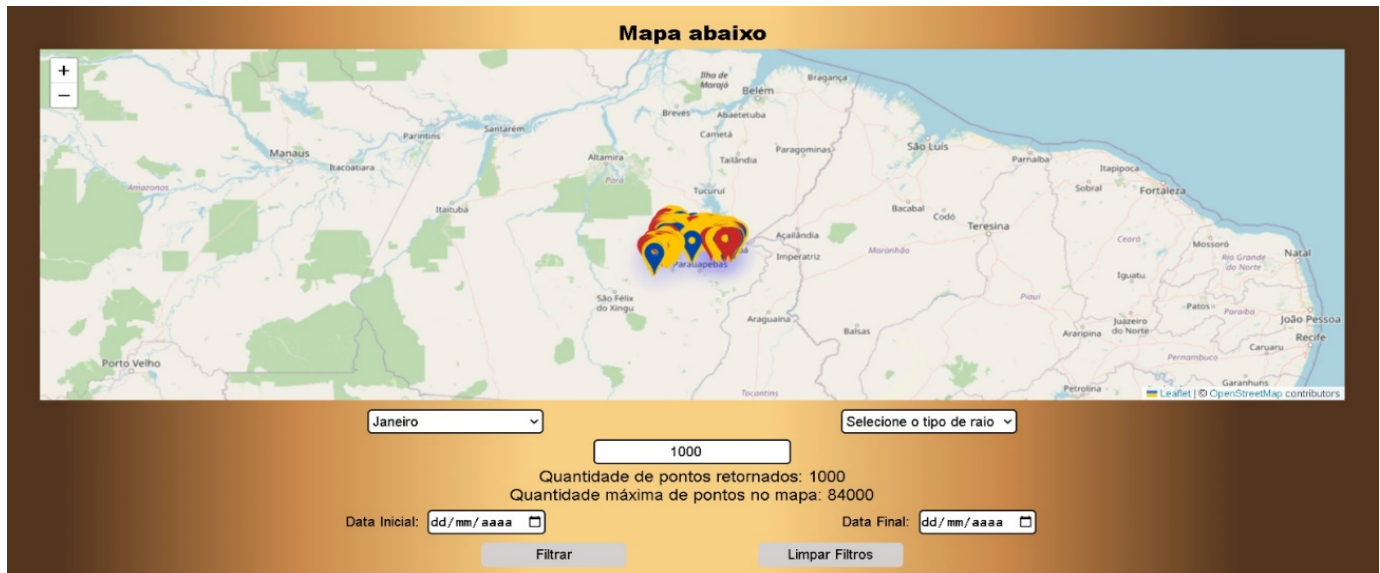 Mapa abaixo
+
−
Ilha de
Marajó
Bragança
Belém
Breves
Abaetetuba
Parintins
Santarém
Cametá
São Luís
Manaus
Itacoatiara
Altamira
Tailândia
Paragominas
Parnaíba
Itapipoca
Amazonas
Pará
Tucuruí
Sobral
Fortaleza
Itaituba
Bacabal
Codó
Teresina
Açailândia
Maranhão
Ceará
Mossoró
Rio Grande
do Norte
Natal
Parauapebas
Imperatriz
Iguatu
São Félix
do Xingu
Piauí
Patos
Paraíba
Araguaína
Balsas
Araripina
Juazeiro
do Norte
João Pessoa
Recife
Caruaru
Porto Velho
Pernambuco
Tocantins
Petrolina
Garanhuns
Leaflet | © OpenStreetMap contributors
Janeiro
Selecione o tipo de raio
1000
Quantidade de pontos retornados: 1000
Quantidade máxima de pontos no mapa: 84000
Data Inicial: dd/mm/aaaa
Data Final: dd/mm/aaaa
Filtrar
Limpar Filtros